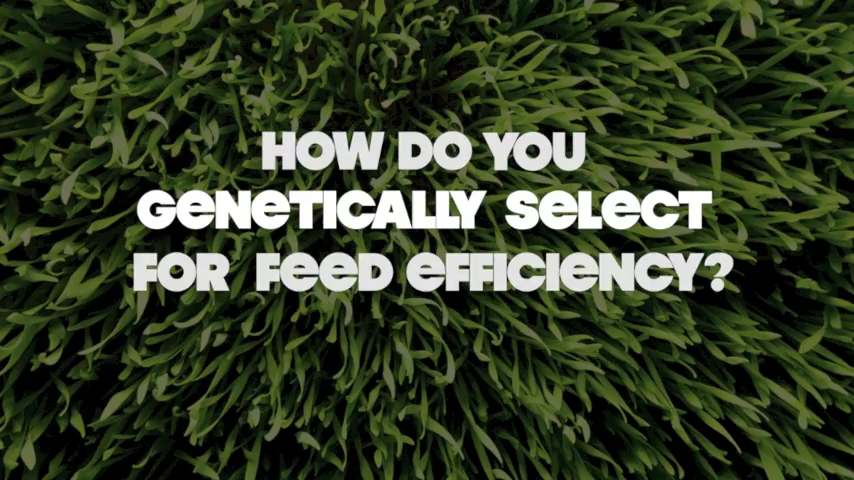 HOW DO YOU
GENETICALLY SELECT
FOR FEED EFFICIENCY?